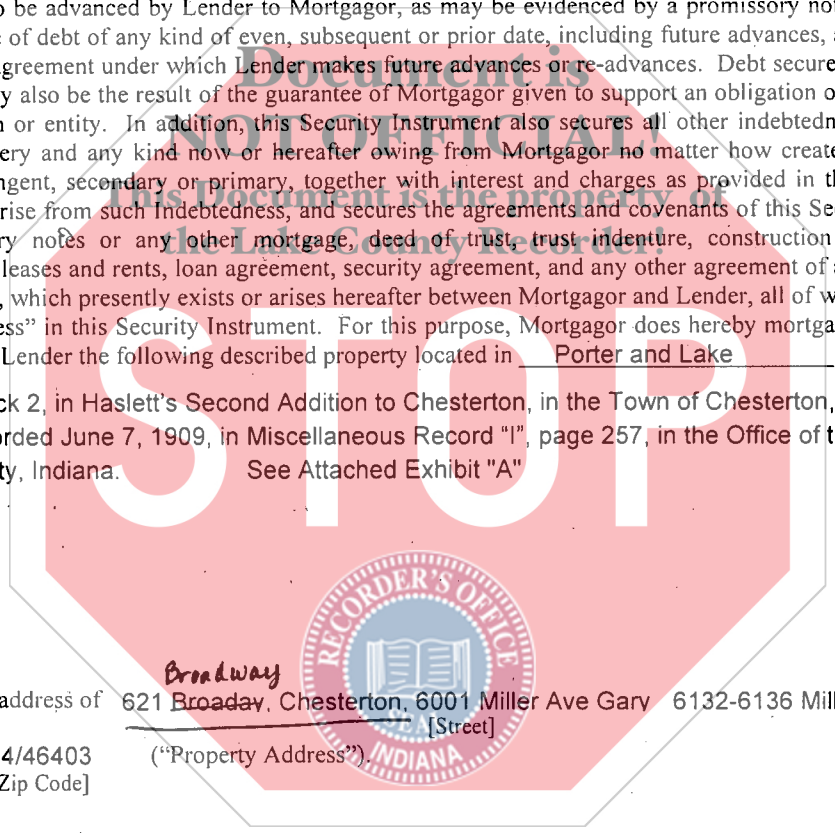 o be advanced by Lender to Mortgagor, as may be evidenced by a promissory no
e of debt of any kind of even, subsequent or prior date, including future advances,
greement under which Lender makes future advances or re-advances. Debt secure
Document is
y also be the result of the guarantee of Mortgagor given to support an obligation o
n or entity. In addition, this Security Instrument also secures all other indebtedn
NOT OFFICIAL!
ery and any kind now or hereafter owing from Mortgagor no matter how create
ngent, secondary or primary, together with interest and charges as provided in t
This Document is the property of
rise from such Indebtedness, and secures the agreements and covenants of this Se
ry notes or any other mortgage, deed of trust, trust indenture, construction
the Lake County Recorder!
leases and rents, loan agreement, security agreement, and any other agreement of
, which presently exists or arises hereafter between Mortgagor and Lender, all of w
ess” in this Security Instrument. For this purpose, Mortgagor does hereby mortga
Lender the following described property located in Porter and Lake
STOP
ck 2, in Haslett's Second Addition to Chesterton, in the Town of Chesterton,
orded June 7, 1909, in Miscellaneous Record "I", page 257, in the Office of t
ty, Indiana. See Attached Exhibit "A"
RECORDER'S OFFICE
Broadway
address of 621 Broaday, Chesterton, 6001 Miller Ave Gary 6132-6136 Mil
SEAL
[Street]
INDIANA
4/46403 (“Property Address”).
Zip Code]